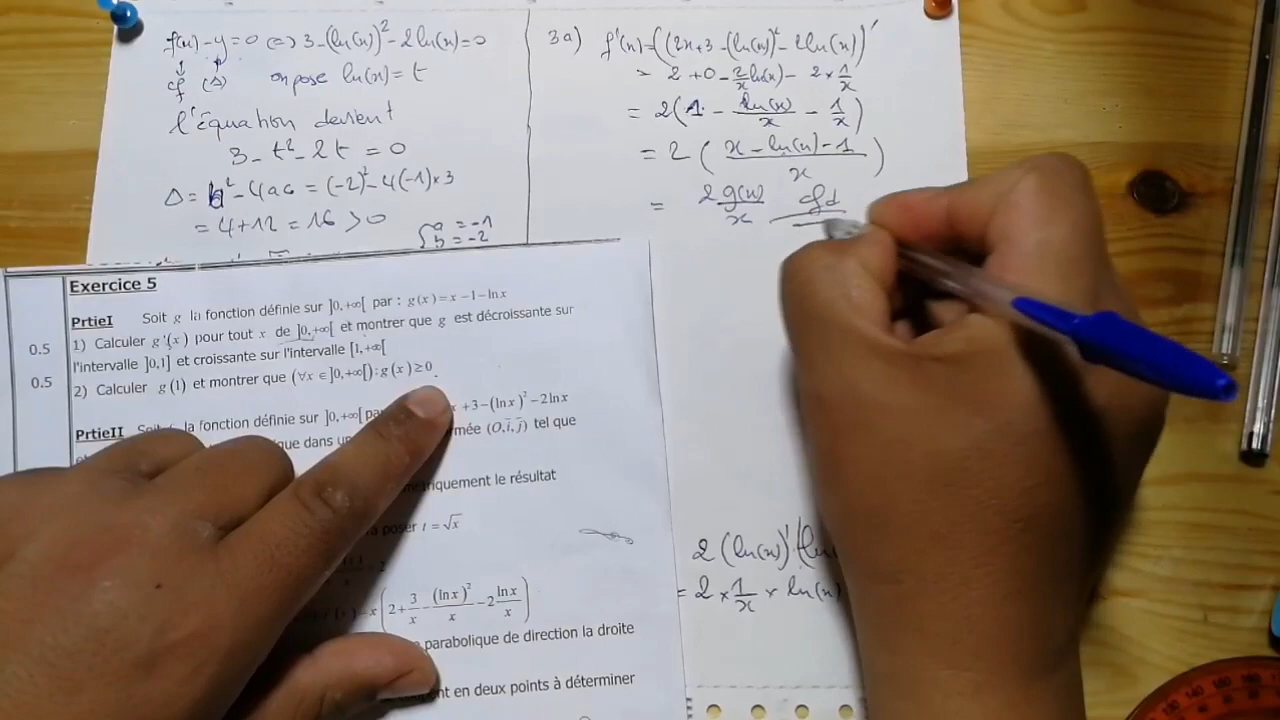 f(x) - y = 0 ⇔ 3 - (ln(x))² - 2ln(x) = 0
↓ ↓
Cf (Δ) on pose ln(x) = t
l'équation devient
3 - t² - 2t = 0
Δ = b² - 4ac = (-2)² - 4(-1)×3
= 4+12 = 16 > 0
{a = -1
b = -2
3a) f'(x) = ((2x+3 - (ln(x))² - 2ln(x))'
= 2 + 0 - 2/x ln(x) - 2 × 1/x
= 2(1 - ln(x)/x - 1/x)
= 2 (x - ln(x) - 1 / x)
= 2g(x)/x cfd
2(ln(x))'
= 2 × 1/x × ln(x)
Exercice 5
PrtieI Soit g la fonction définie sur ]0,+∞[ par : g(x) = x - 1 - ln x
0.5 1) Calculer g'(x) pour tout x de ]0,+∞[ et montrer que g est décroissante sur
l'intervalle ]0,1] et croissante sur l'intervalle [1,+∞[
0.5 2) Calculer g(1) et montrer que (∀x ∈ ]0,+∞[) : g(x) ≥ 0.
PrtieII la fonction définie sur ]0,+∞[ x + 3 - (ln x)² - 2 ln x
dans (O,i,j) tel que
le résultat
poser t = √x
x(2 + 3/x - (ln x)²/x - 2 ln x/x)
parabolique de direction la droite
en deux points à déterminer